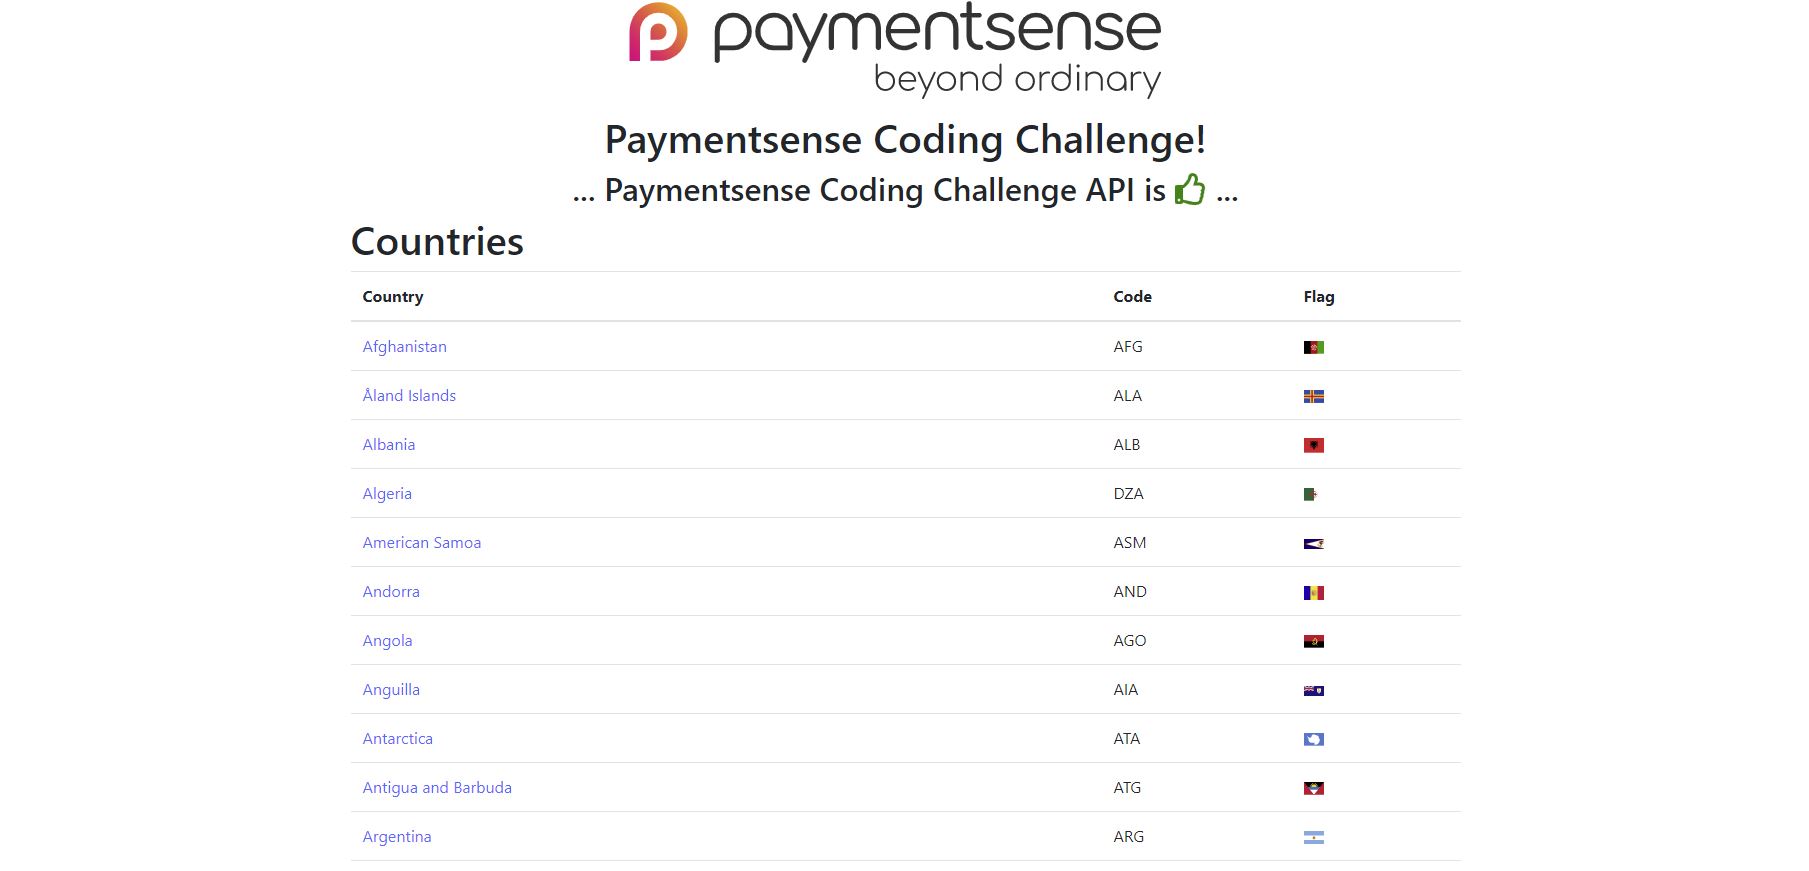 paymentsense
beyond ordinary
Paymentsense Coding Challenge!
... Paymentsense Coding Challenge API is ...
Countries
Country Code Flag
Afghanistan AFG
Åland Islands ALA
Albania ALB
Algeria DZA
American Samoa ASM
Andorra AND
Angola AGO
Anguilla AIA
Antarctica ATA
Antigua and Barbuda ATG
Argentina ARG